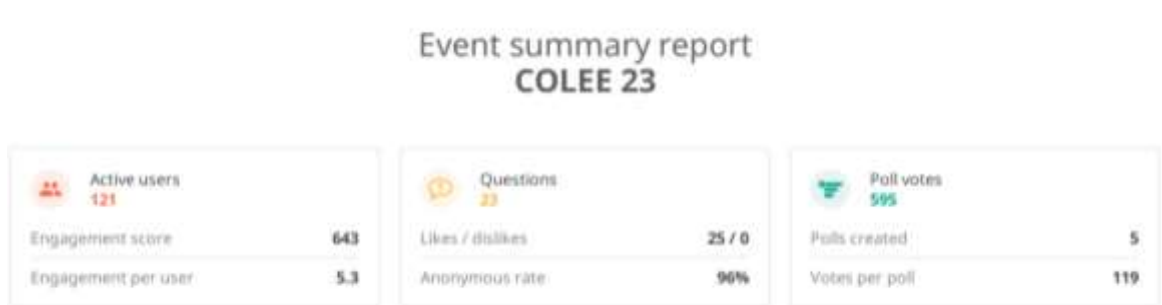 Event summary report
COLEE 23
Active users
121
Engagement score 643
Engagement per user 5.3
Questions
23
Likes / dislikes 25 / 0
Anonymous rate 96%
Poll votes
595
Polls created 5
Votes per poll 119